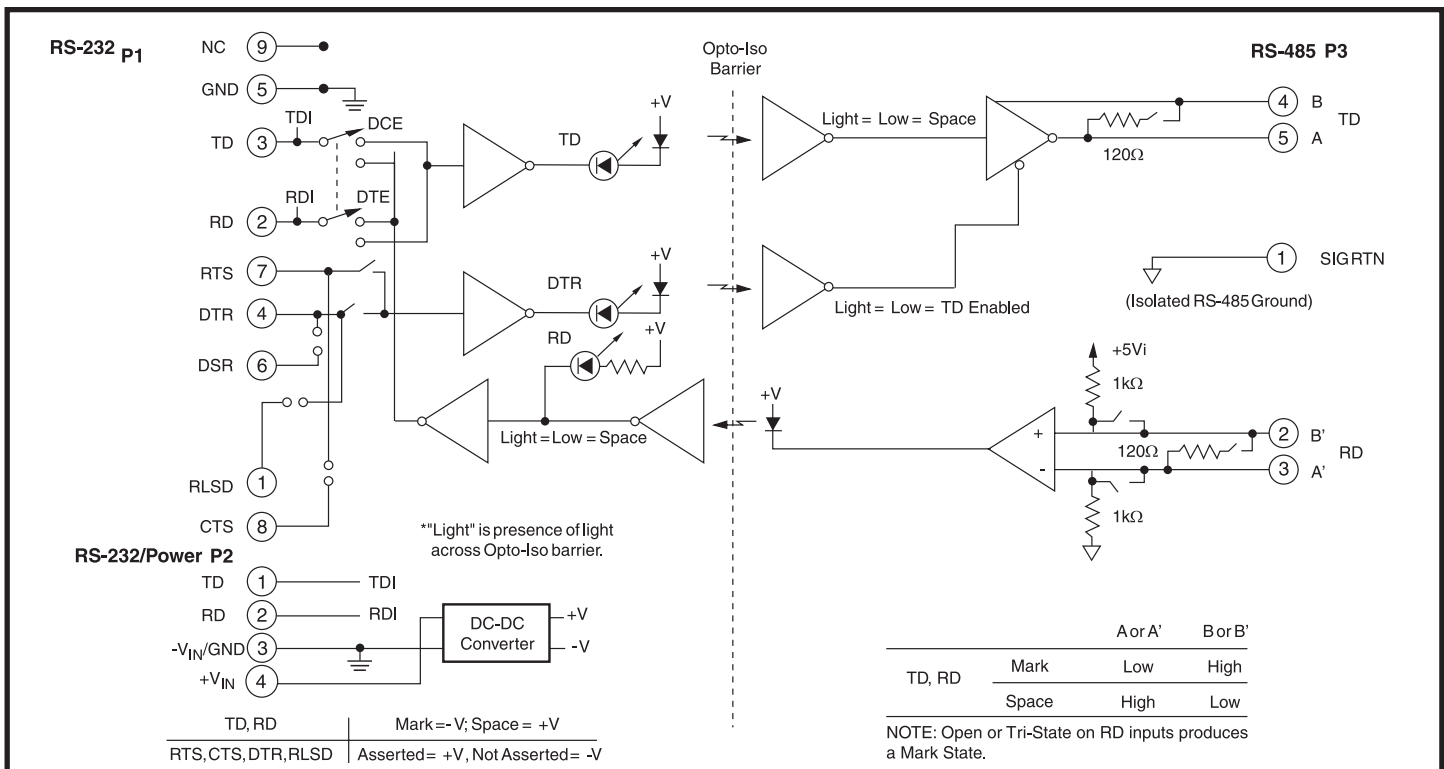 RS-232 P1
NC 9
GND 5
TDI
DCE
TD 3
RDI
DTE
RD 2
RTS 7
DTR 4
DSR 6
RLSD 1
CTS 8
TD
+V
DTR
+V
RD
+V
Light=Low=Space
Opto-Iso
Barrier
+V
*"Light" is presence of light
across Opto-Iso barrier.
RS-485 P3
Light = Low = Space
4 B
TD
5 A
120Ω
Light = Low = TD Enabled
1 SIGRTN
(Isolated RS-485 Ground)
+5Vi
1kΩ
+
-
120Ω
2 B'
RD
3 A'
1kΩ
RS-232/Power P2
TD 1 TDI
RD 2 RDI
-VIN/GND 3
+VIN 4
DC-DC
Converter
+V
-V
TD, RD Mark=-V; Space = +V
RTS,CTS,DTR,RLSD Asserted= +V, Not Asserted= -V
A or A' B or B'
TD, RD
Mark Low High
Space High Low
NOTE: Open or Tri-State on RD inputs produces
a Mark State.